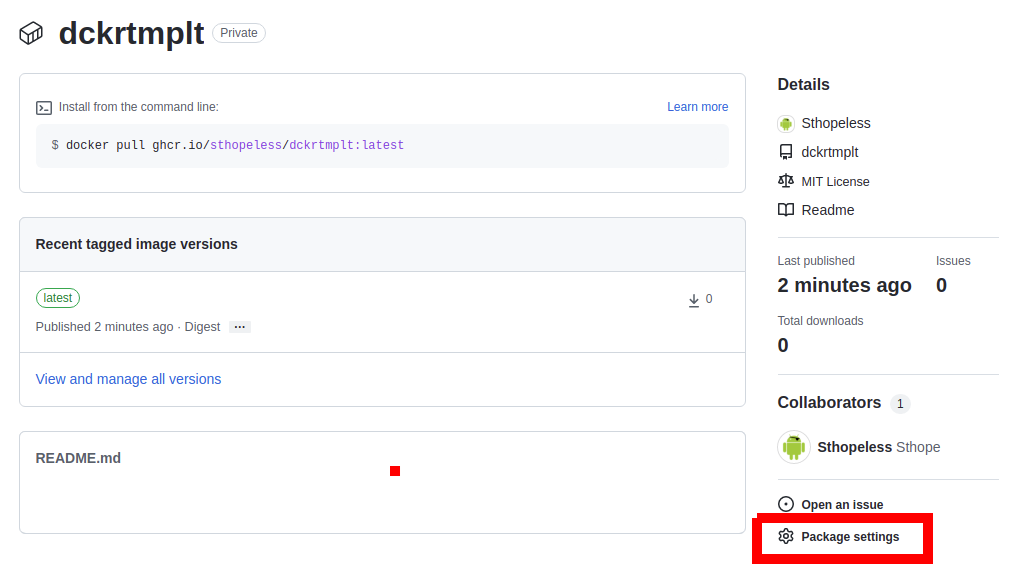 dckrtmplt Private
Install from the command line:
Learn more
$ docker pull ghcr.io/sthopeless/dckrtmplt:latest
Recent tagged image versions
latest
0
Published 2 minutes ago · Digest ···
View and manage all versions
README.md
Details
Sthopeless
dckrtmplt
MIT License
Readme
Last published
Issues
2 minutes ago
0
Total downloads
0
Collaborators 1
Sthopeless Sthope
Open an issue
Package settings